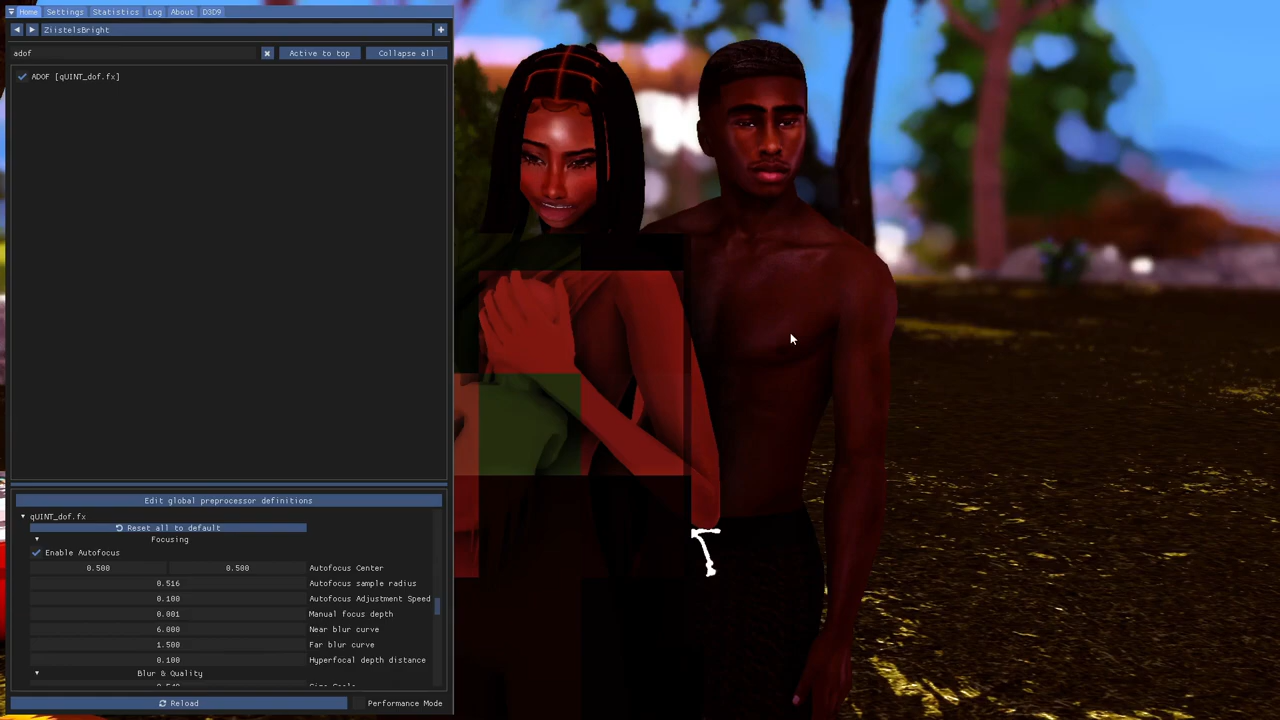 Home Settings Statistics Log About D3D9
ZiistelsBright
adof Active to top Collapse all
ADOF [qUINT_dof.fx]
Edit global preprocessor definitions
qUINT_dof.fx
Reset all to default
Focusing
Enable Autofocus
0.500 0.500 Autofocus Center
0.516 Autofocus sample radius
0.100 Autofocus Adjustment Speed
0.001 Manual focus depth
6.000 Near blur curve
1.500 Far blur curve
0.100 Hyperfocal depth distance
Blur & Quality
Reload Performance Mode